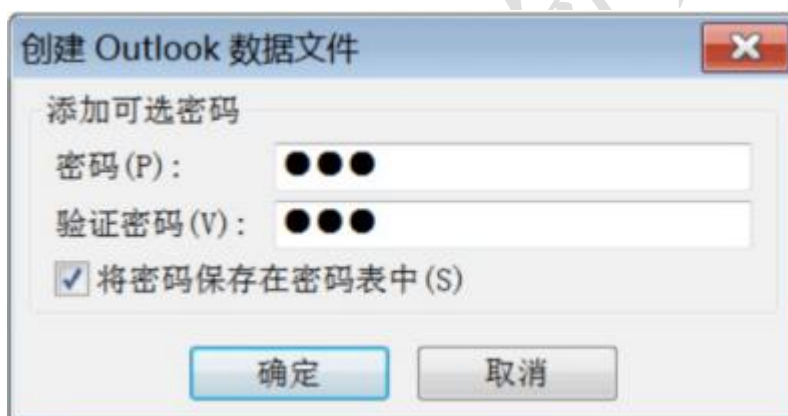 创建 Outlook 数据文件
添加可选密码
密码(P):
验证密码(V):
将密码保存在密码表中(S)
确定 取消